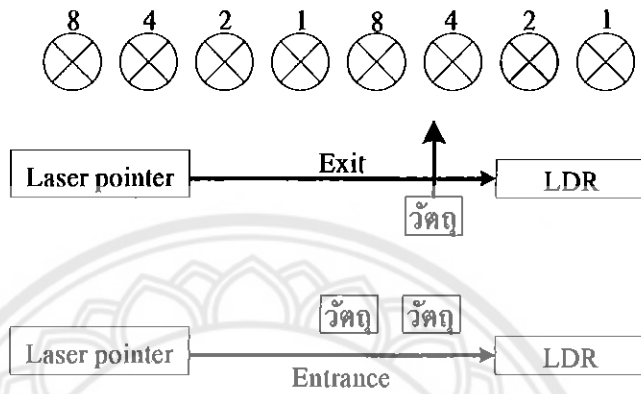 8 4 2 1 8 4 2 1
Exit
Laser pointer LDR
วัตถุ
วัตถุ วัตถุ
Laser pointer LDR
Entrance